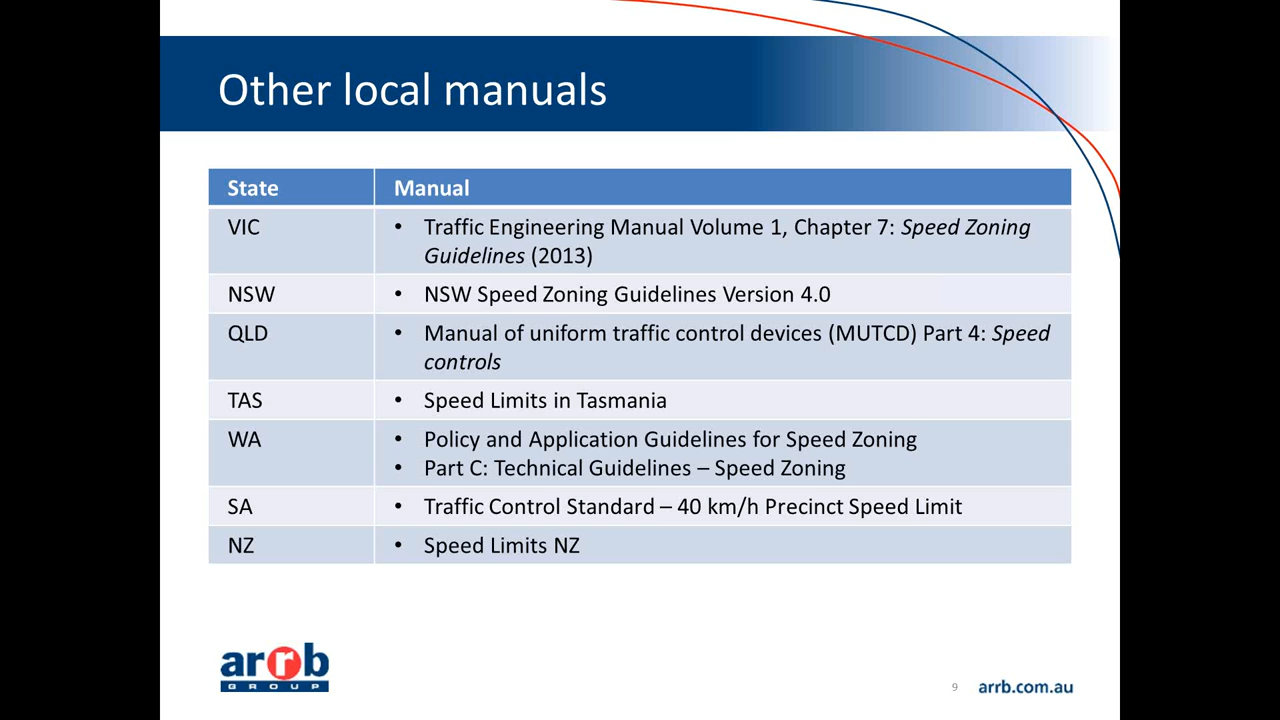 Other local manuals
State Manual
VIC • Traffic Engineering Manual Volume 1, Chapter 7: Speed Zoning
Guidelines (2013)
NSW • NSW Speed Zoning Guidelines Version 4.0
QLD • Manual of uniform traffic control devices (MUTCD) Part 4: Speed
controls
TAS • Speed Limits in Tasmania
WA • Policy and Application Guidelines for Speed Zoning
• Part C: Technical Guidelines – Speed Zoning
SA • Traffic Control Standard – 40 km/h Precinct Speed Limit
NZ • Speed Limits NZ
arrb
GROUP
9 arrb.com.au